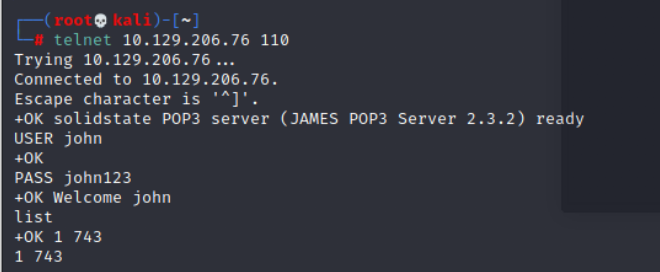 ┌──(root💀kali)-[~]
└─# telnet 10.129.206.76 110
Trying 10.129.206.76...
Connected to 10.129.206.76.
Escape character is '^]'.
+OK solidstate POP3 server (JAMES POP3 Server 2.3.2) ready
USER john
+OK
PASS john123
+OK Welcome john
list
+OK 1 743
1 743